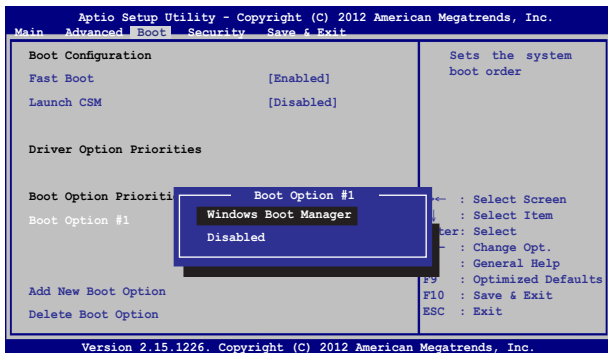 Aptio Setup Utility - Copyright (C) 2012 American Megatrends, Inc.
Main Advanced Boot Security Save & Exit
Boot Configuration
Fast Boot [Enabled]
Launch CSM [Disabled]
Driver Option Priorities
Boot Option Prioriti
Boot Option #1
Add New Boot Option
Delete Boot Option
Boot Option #1
Windows Boot Manager
Disabled
Sets the system
boot order
← : Select Screen
: Select Item
ter: Select
— : Change Opt.
: General Help
F9 : Optimized Defaults
F10 : Save & Exit
ESC : Exit
Version 2.15.1226. Copyright (C) 2012 American Megatrends, Inc.